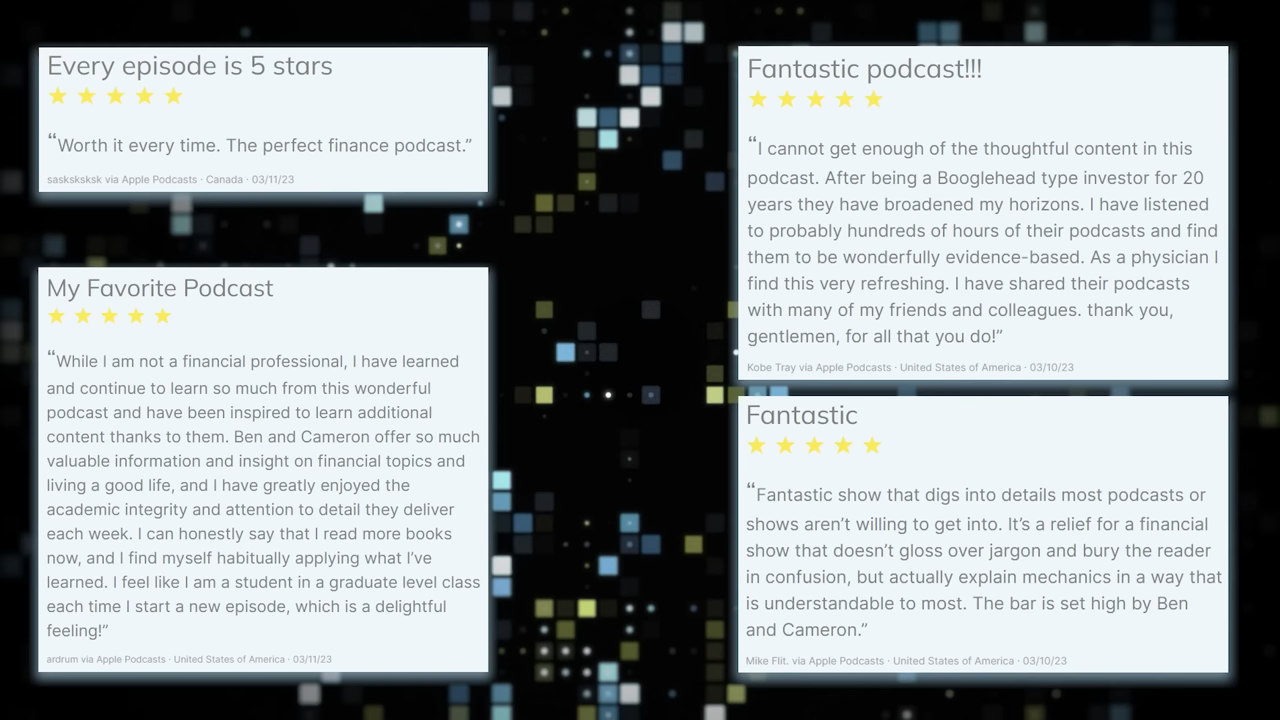 Every episode is 5 stars
“Worth it every time. The perfect finance podcast.”
sasksksksk via Apple Podcasts · Canada · 03/11/23
My Favorite Podcast
“While I am not a financial professional, I have learned
and continue to learn so much from this wonderful
podcast and have been inspired to learn additional
content thanks to them. Ben and Cameron offer so much
valuable information and insight on financial topics and
living a good life, and I have greatly enjoyed the
academic integrity and attention to detail they deliver
each week. I can honestly say that I read more books
now, and I find myself habitually applying what I’ve
learned. I feel like I am a student in a graduate level class
each time I start a new episode, which is a delightful
feeling!”
ardrum via Apple Podcasts · United States of America · 03/11/23
Fantastic podcast!!!
“I cannot get enough of the thoughtful content in this
podcast. After being a Booglehead type investor for 20
years they have broadened my horizons. I have listened
to probably hundreds of hours of their podcasts and find
them to be wonderfully evidence-based. As a physician I
find this very refreshing. I have shared their podcasts
with many of my friends and colleagues. thank you,
gentlemen, for all that you do!”
Kobe Tray via Apple Podcasts · United States of America · 03/10/23
Fantastic
“Fantastic show that digs into details most podcasts or
shows aren’t willing to get into. It’s a relief for a financial
show that doesn’t gloss over jargon and bury the reader
in confusion, but actually explain mechanics in a way that
is understandable to most. The bar is set high by Ben
and Cameron.”
Mike Flit. via Apple Podcasts · United States of America · 03/10/23